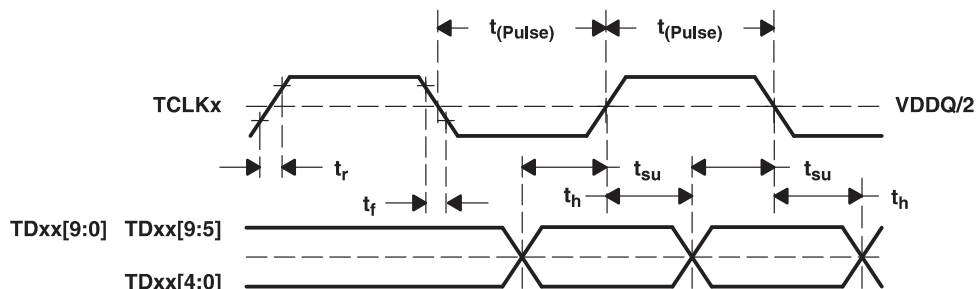 t(Pulse) t(Pulse)
TCLKx VDDQ/2
tr tsu tsu
tf th th
TDxx[9:0] TDxx[9:5]
TDxx[4:0]